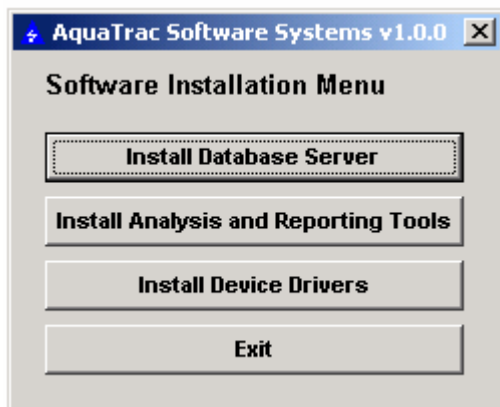 AquaTrac Software Systems v1.0.0
Software Installation Menu
Install Database Server
Install Analysis and Reporting Tools
Install Device Drivers
Exit